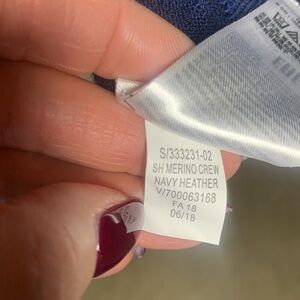 S/333231-02
SH MERINO CREW
NAVY HEATHER
V/700063168
FA 18
06/18